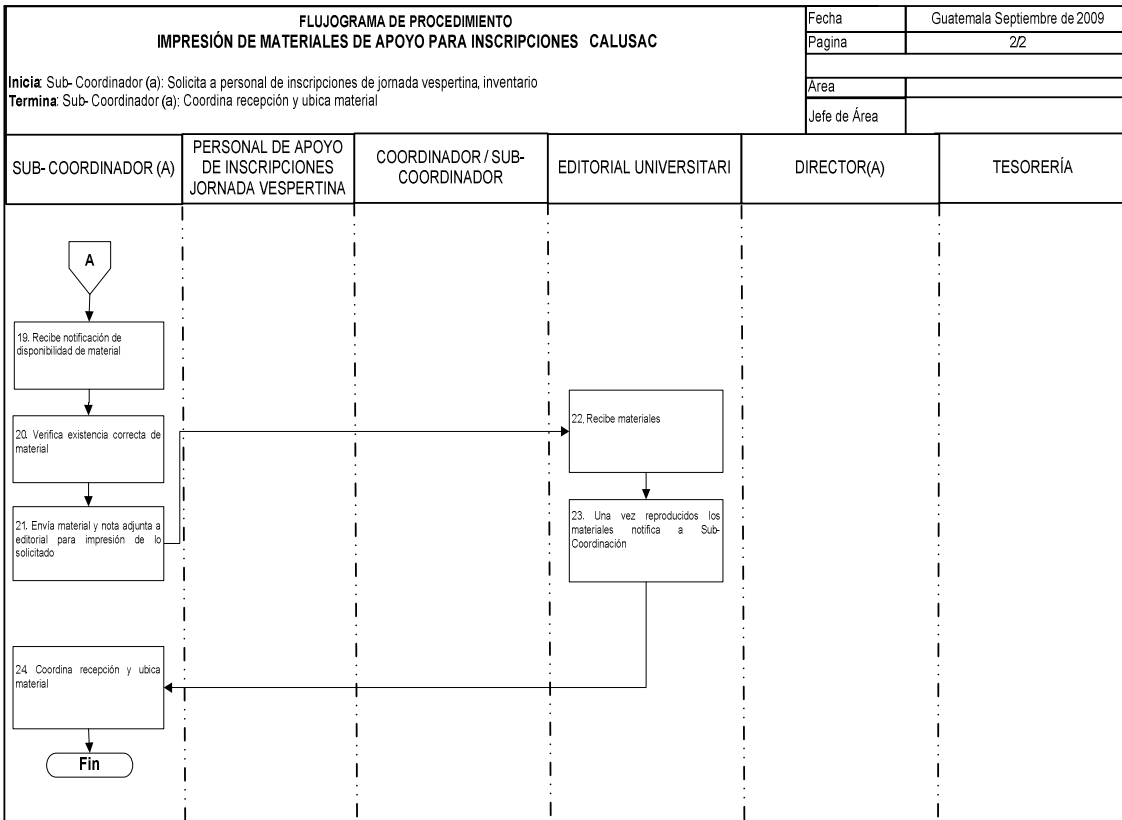 FLUJOGRAMA DE PROCEDIMIENTO
IMPRESIÓN DE MATERIALES DE APOYO PARA INSCRIPCIONES CALUSAC
Inicia: Sub- Coordinador (a): Solicita a personal de inscripciones de jornada vespertina, inventario
Termina: Sub- Coordinador (a): Coordina recepción y ubica material
Fecha
Guatemala Septiembre de 2009
Pagina
2/2
Area
Jefe de Área
SUB- COORDINADOR (A)
PERSONAL DE APOYO
DE INSCRIPCIONES
JORNADA VESPERTINA
COORDINADOR / SUB-
COORDINADOR
EDITORIAL UNIVERSITARI
DIRECTOR(A)
TESORERÍA
A
19. Recibe notificación de
disponibilidad de material
20. Verifica existencia correcta de
material
21. Envía material y nota adjunta a
editorial para impresión de lo
solicitado
22. Recibe materiales
23. Una vez reproducidos los
materiales notifica a Sub-
Coordinación
24. Coordina recepción y ubica
material
Fin